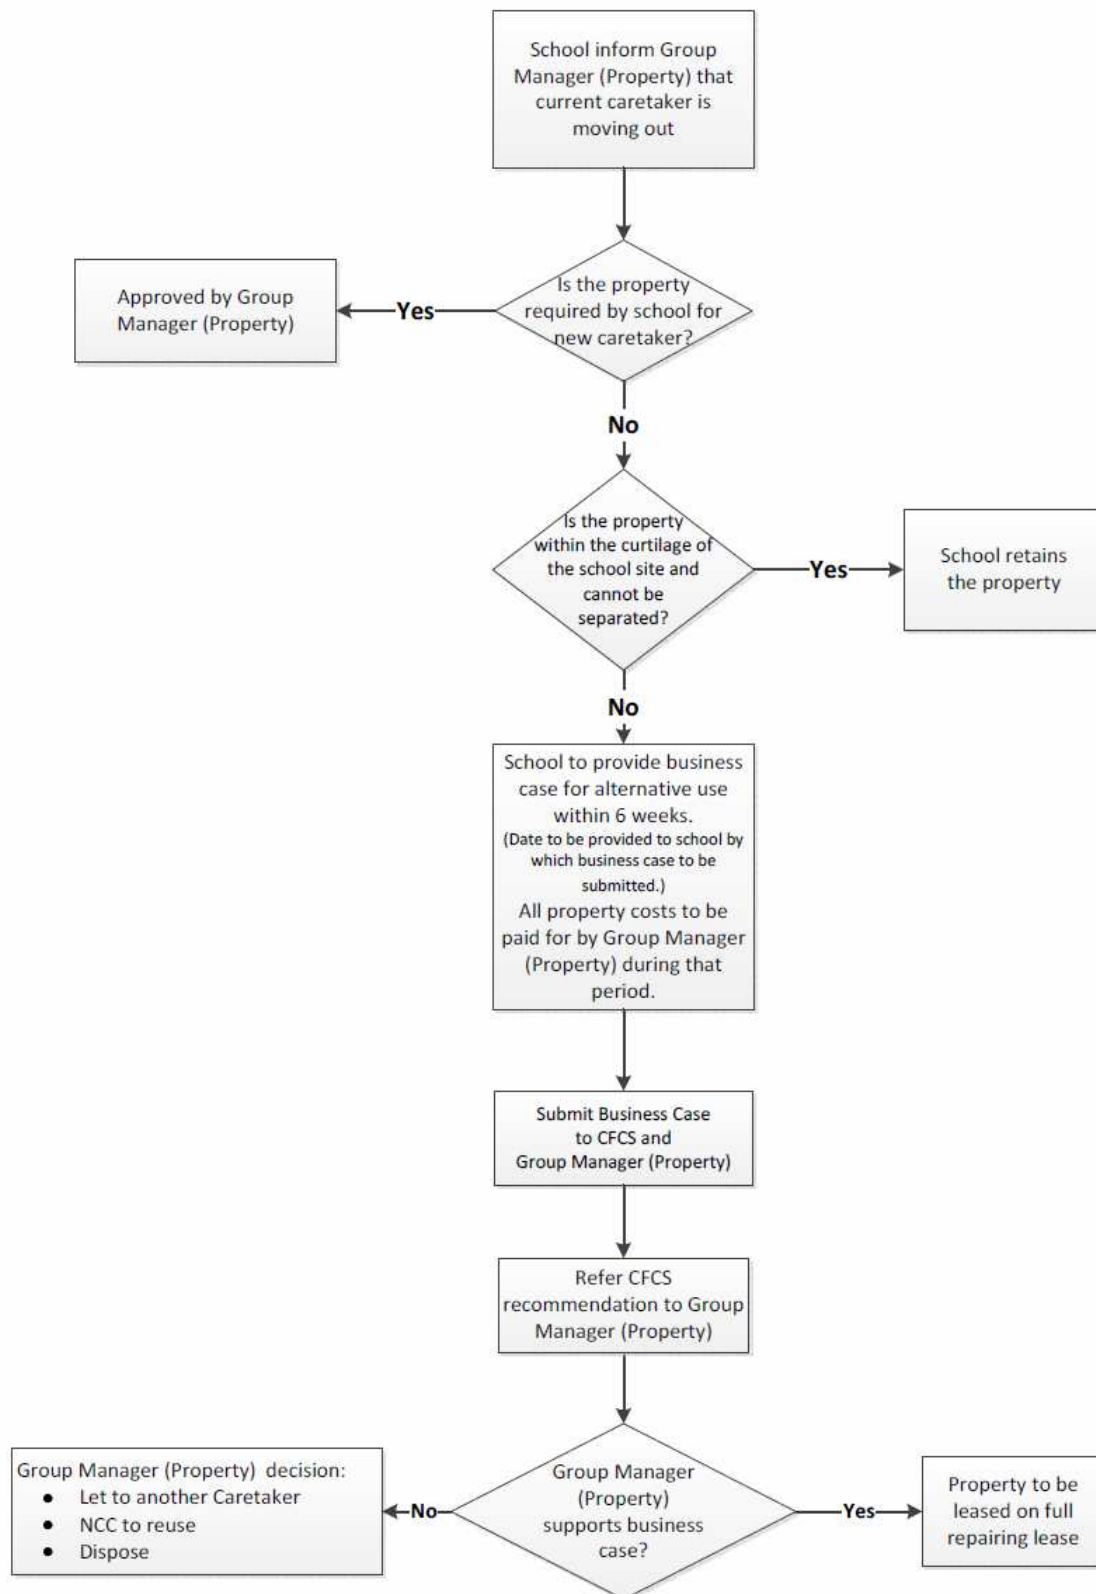 School inform Group
Manager (Property) that
current caretaker is
moving out
Is the property
required by school for
new caretaker?
Yes
Approved by Group
Manager (Property)
No
Is the property
within the curtilage of
the school site and
cannot be
separated?
Yes
School retains
the property
No
School to provide business
case for alternative use
within 6 weeks.
(Date to be provided to school by
which business case to be
submitted.)
All property costs to be
paid for by Group Manager
(Property) during that
period.
Submit Business Case
to CFCS and
Group Manager (Property)
Refer CFCS
recommendation to Group
Manager (Property)
Group Manager
(Property)
supports business
case?
No
Group Manager (Property) decision:
• Let to another Caretaker
• NCC to reuse
• Dispose
Yes
Property to be
leased on full
repairing lease